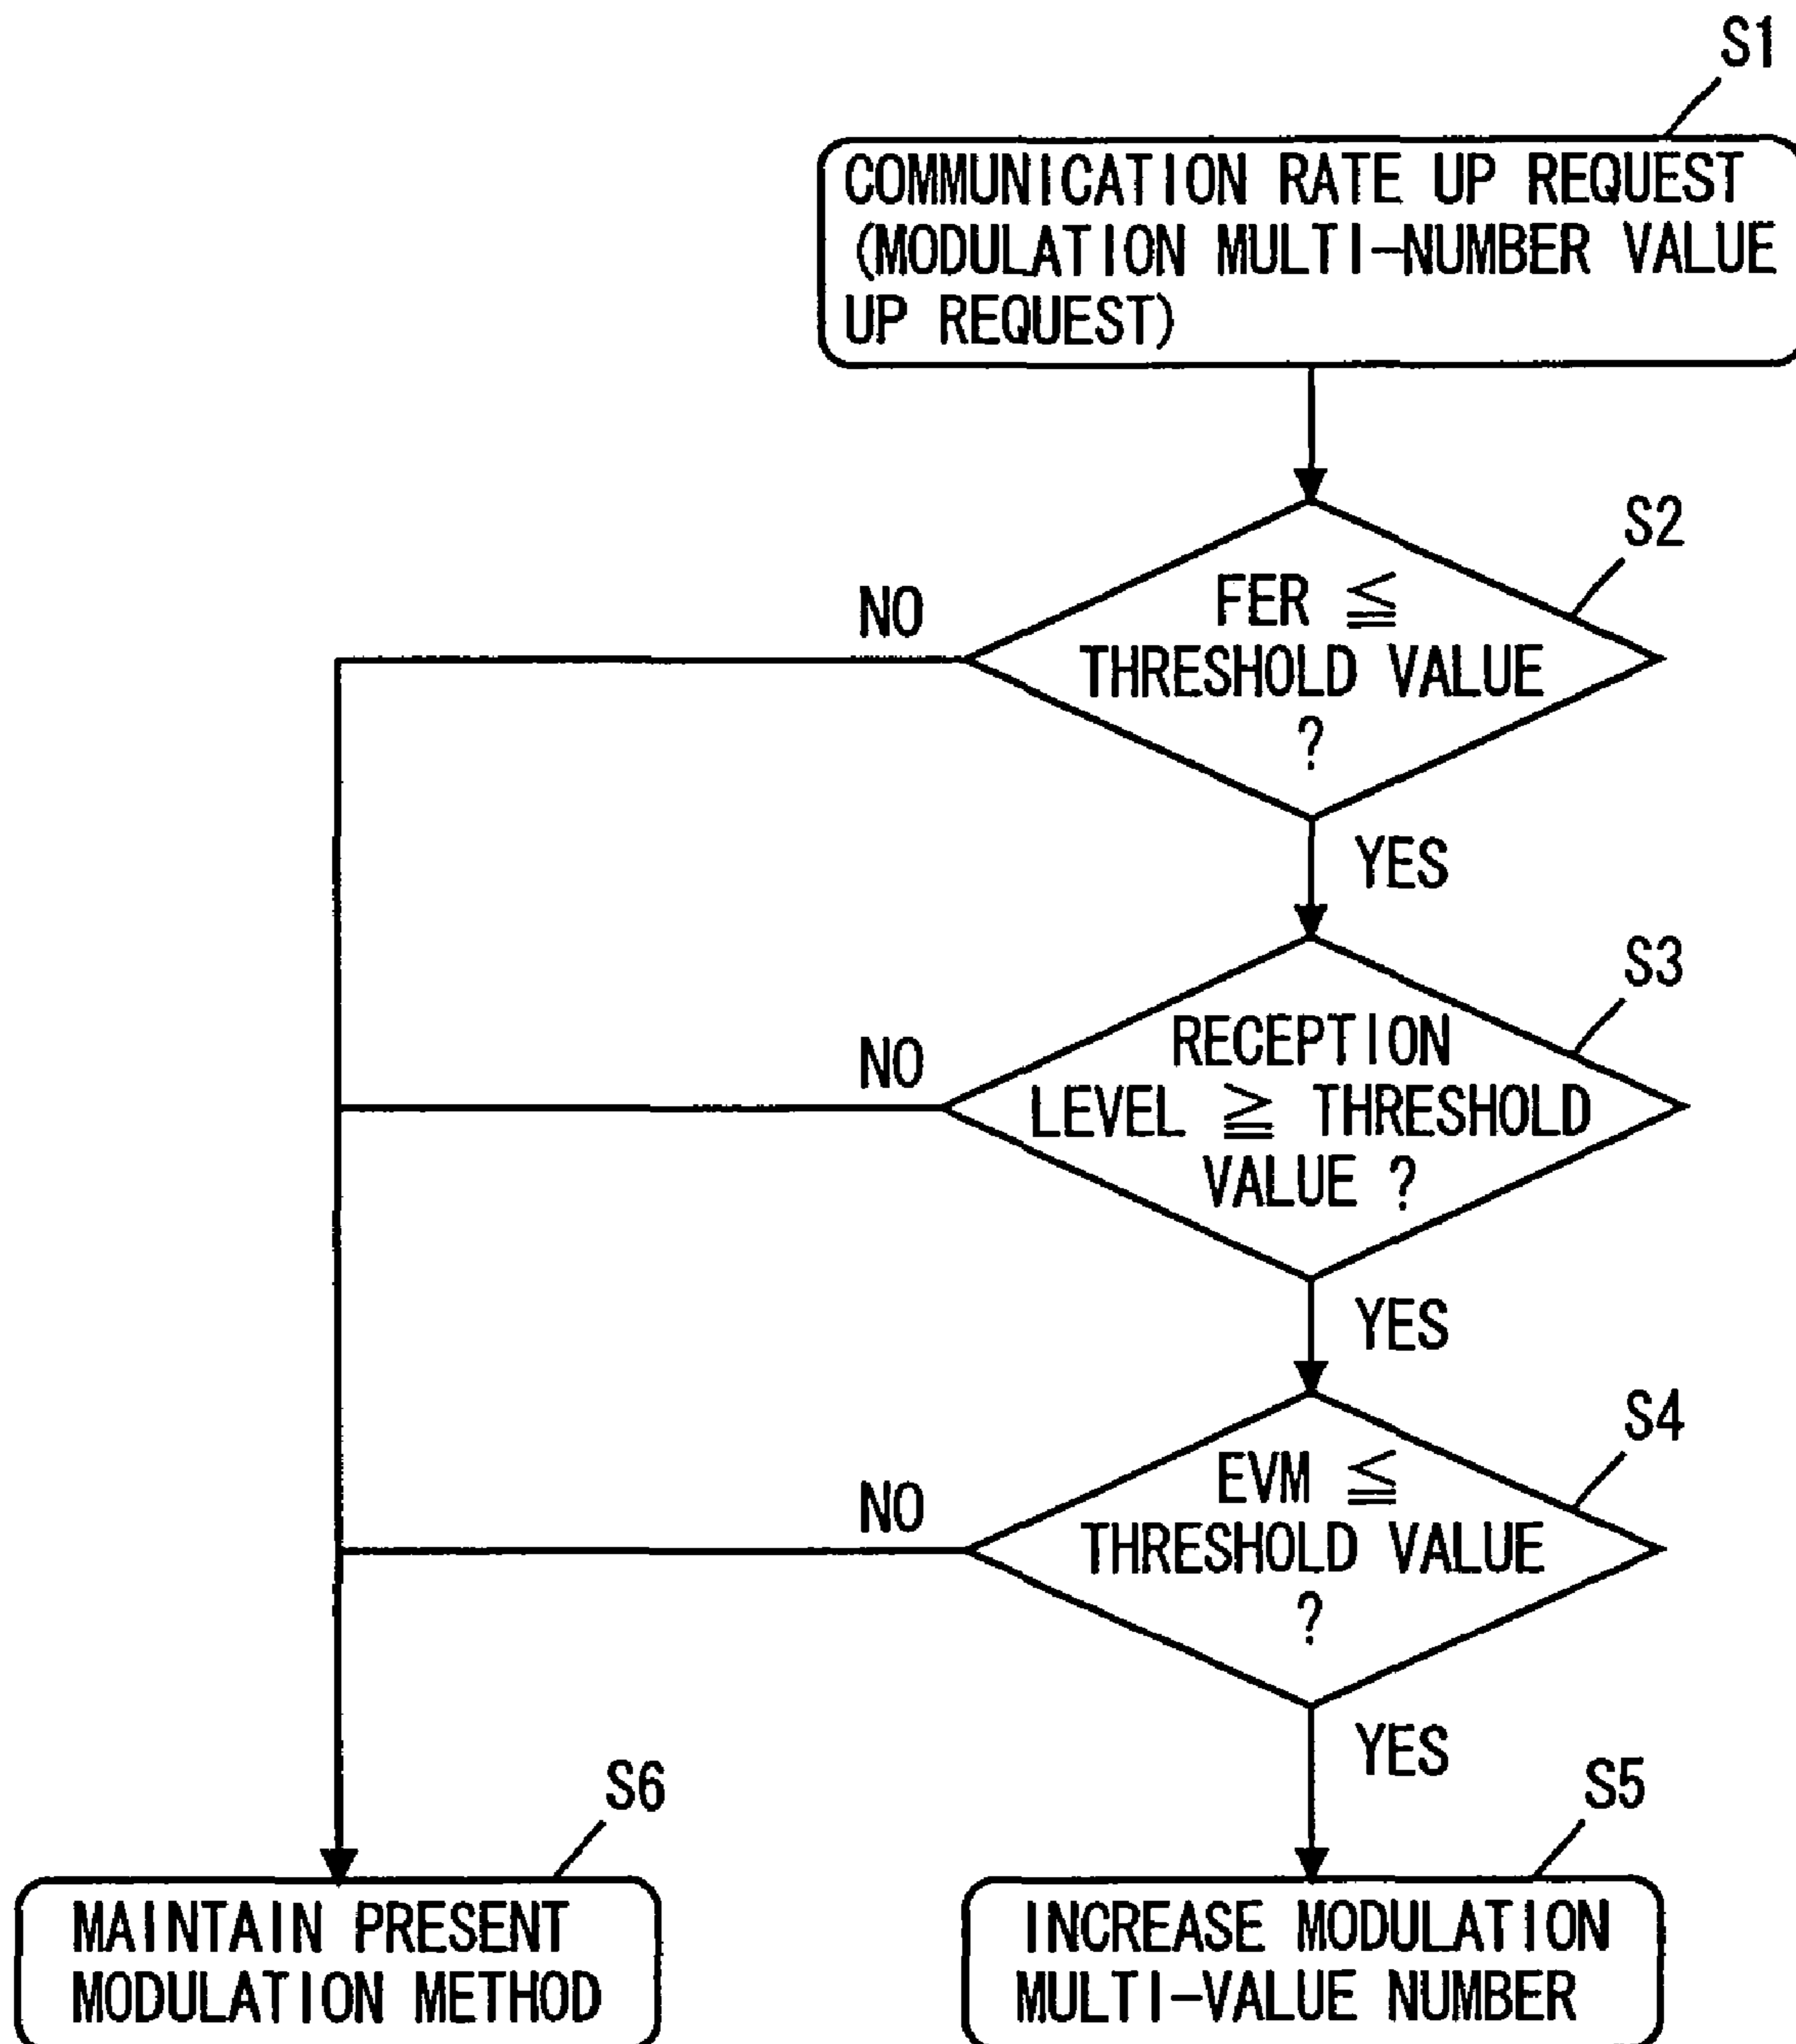 S1
COMMUNICATION RATE UP REQUEST
(MODULATION MULTI-NUMBER VALUE
UP REQUEST)
S2
NO
FER ≦
THRESHOLD VALUE
?
YES
S3
NO
RECEPTION
LEVEL ≧ THRESHOLD
VALUE ?
YES
S4
NO
EVM ≦
THRESHOLD VALUE
?
YES
S6
MAINTAIN PRESENT
MODULATION METHOD
S5
INCREASE MODULATION
MULTI-VALUE NUMBER